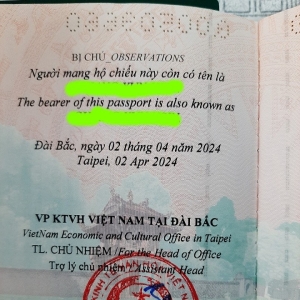 BỊ CHÚ_OBSERVATIONS
Người mang hộ chiếu này còn có tên là
The bearer of this passport is also known as
Đài Bắc, ngày 02 tháng 04 năm 2024
Taipei, 02 Apr 2024
VP KTVH VIỆT NAM TẠI ĐÀI BẮC
VietNam Economic and Cultural Office in Taipei
TL. CHỦ NHIỆM /For the Head of Office
Trợ lý chủ nhiệm / Assistant Head